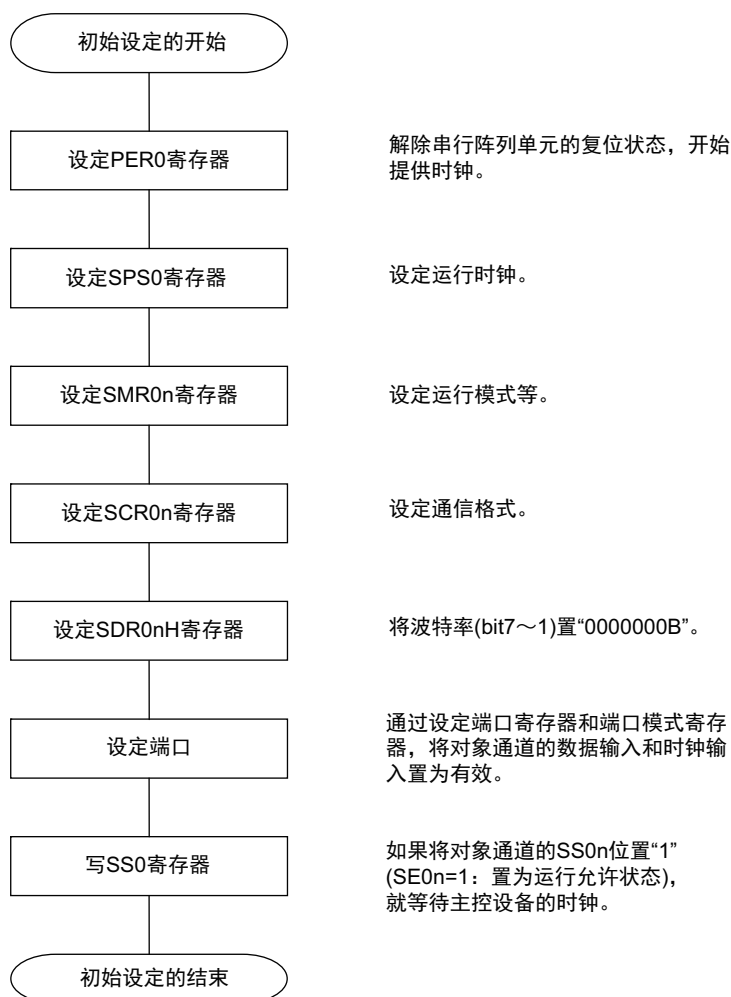 初始设定的开始
设定PER0寄存器
解除串行阵列单元的复位状态，开始
提供时钟。
设定SPS0寄存器
设定运行时钟。
设定SMR0n寄存器
设定运行模式等。
设定SCR0n寄存器
设定通信格式。
设定SDR0nH寄存器
将波特率(bit7～1)置“0000000B”。
设定端口
通过设定端口寄存器和端口模式寄存
器，将对象通道的数据输入和时钟输
入置为有效。
写SS0寄存器
如果将对象通道的SS0n位置“1”
(SE0n=1：置为运行允许状态)，
就等待主控设备的时钟。
初始设定的结束